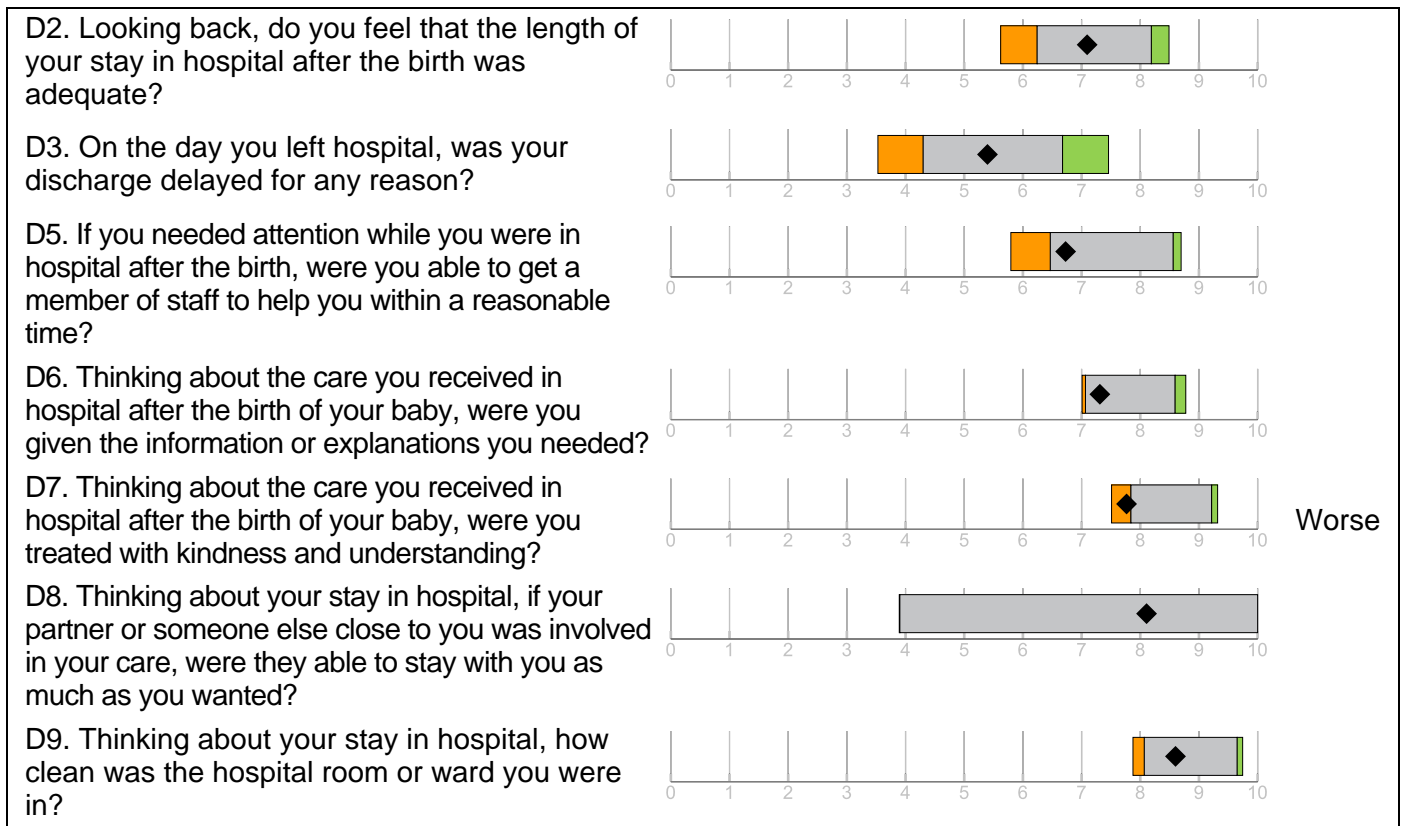 D2. Looking back, do you feel that the length of
your stay in hospital after the birth was
adequate?
0 1 2 3 4 5 6 7 8 9 10
D3. On the day you left hospital, was your
discharge delayed for any reason?
0 1 2 3 4 5 6 7 8 9 10
D5. If you needed attention while you were in
hospital after the birth, were you able to get a
member of staff to help you within a reasonable
time?
0 1 2 3 4 5 6 7 8 9 10
D6. Thinking about the care you received in
hospital after the birth of your baby, were you
given the information or explanations you needed?
0 1 2 3 4 5 6 7 8 9 10
D7. Thinking about the care you received in
hospital after the birth of your baby, were you
treated with kindness and understanding?
0 1 2 3 4 5 6 7 8 9 10
Worse
D8. Thinking about your stay in hospital, if your
partner or someone else close to you was involved
in your care, were they able to stay with you as
much as you wanted?
0 1 2 3 4 5 6 7 8 9 10
D9. Thinking about your stay in hospital, how
clean was the hospital room or ward you were
in?
0 1 2 3 4 5 6 7 8 9 10